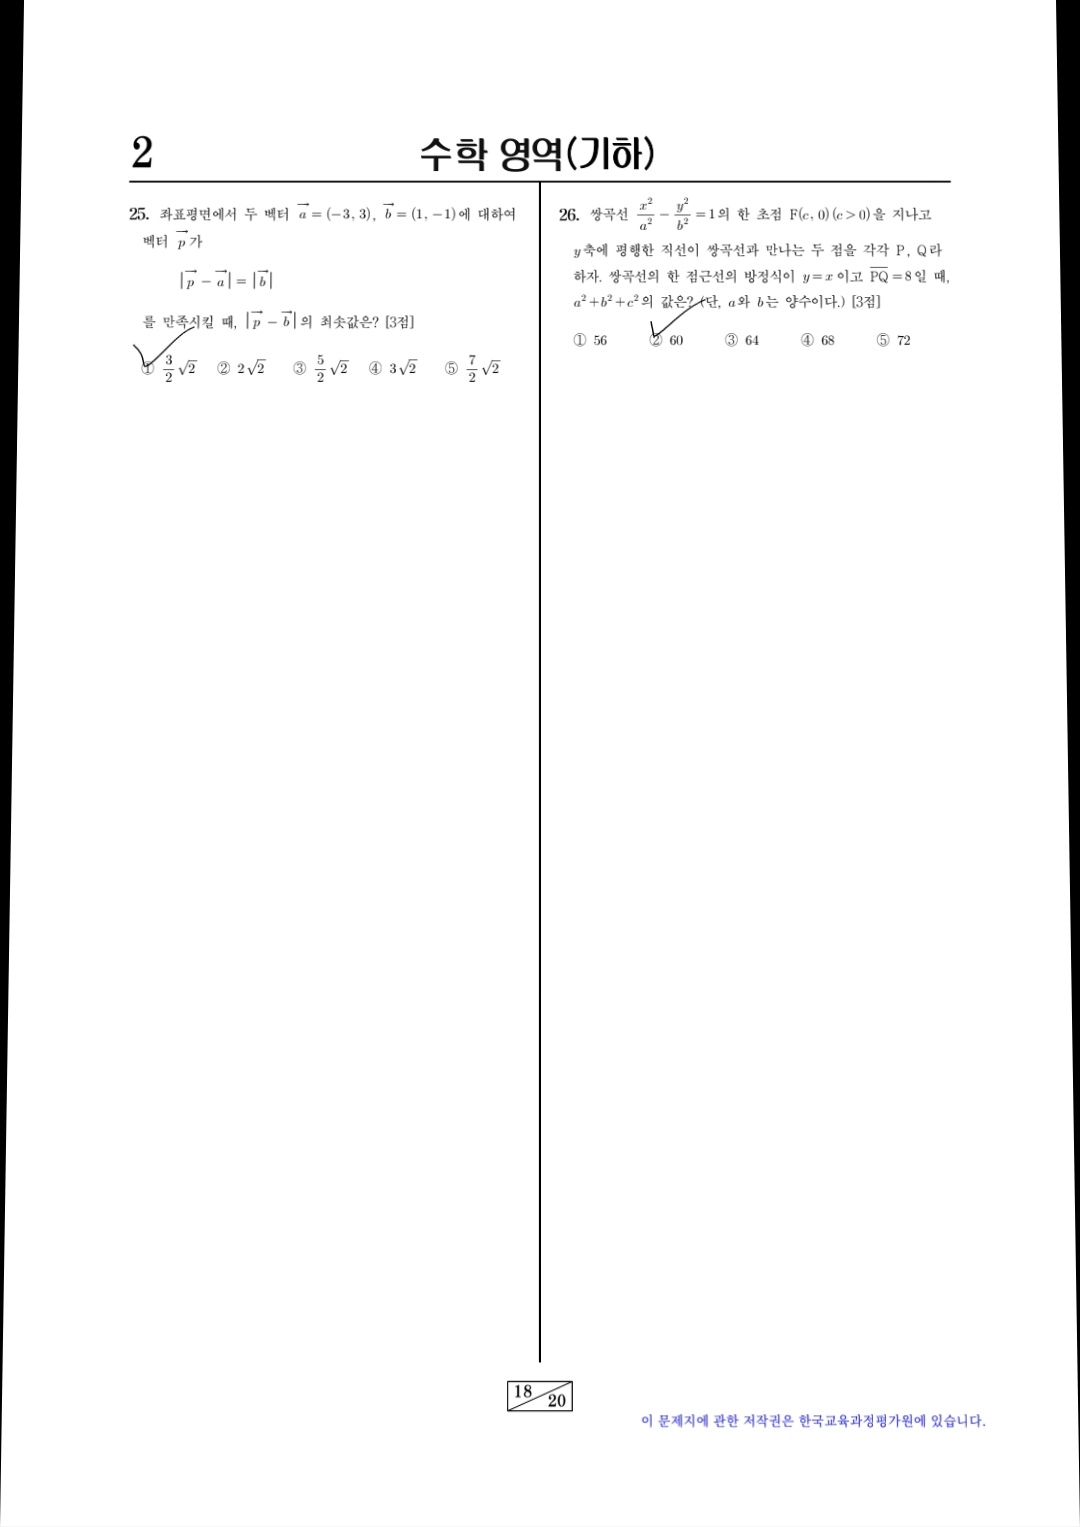 2
수학 영역(기하)
25. 좌표평면에서 두 벡터 $\vec{a}=(-3, 3)$, $\vec{b}=(1, -1)$에 대하여
벡터 $\vec{p}$가
$|\vec{p}-\vec{a}|=|\vec{b}|$
를 만족시킬 때, $|\vec{p}-\vec{b}|$의 최솟값은? [3점]
① $\frac{3}{2}\sqrt{2}$ ② $2\sqrt{2}$ ③ $\frac{5}{2}\sqrt{2}$ ④ $3\sqrt{2}$ ⑤ $\frac{7}{2}\sqrt{2}$
26. 쌍곡선 $\frac{x^2}{a^2}-\frac{y^2}{b^2}=1$의 한 초점 F(c, 0)(c>0)을 지나고
y축에 평행한 직선이 쌍곡선과 만나는 두 점을 각각 P, Q라
하자. 쌍곡선의 한 점근선의 방정식이 y=x이고 $\overline{PQ}=8$일 때,
$a^2+b^2+c^2$의 값은? (단, a와 b는 양수이다.) [3점]
① 56 ② 60 ③ 64 ④ 68 ⑤ 72
18
20
이 문제지에 관한 저작권은 한국교육과정평가원에 있습니다.